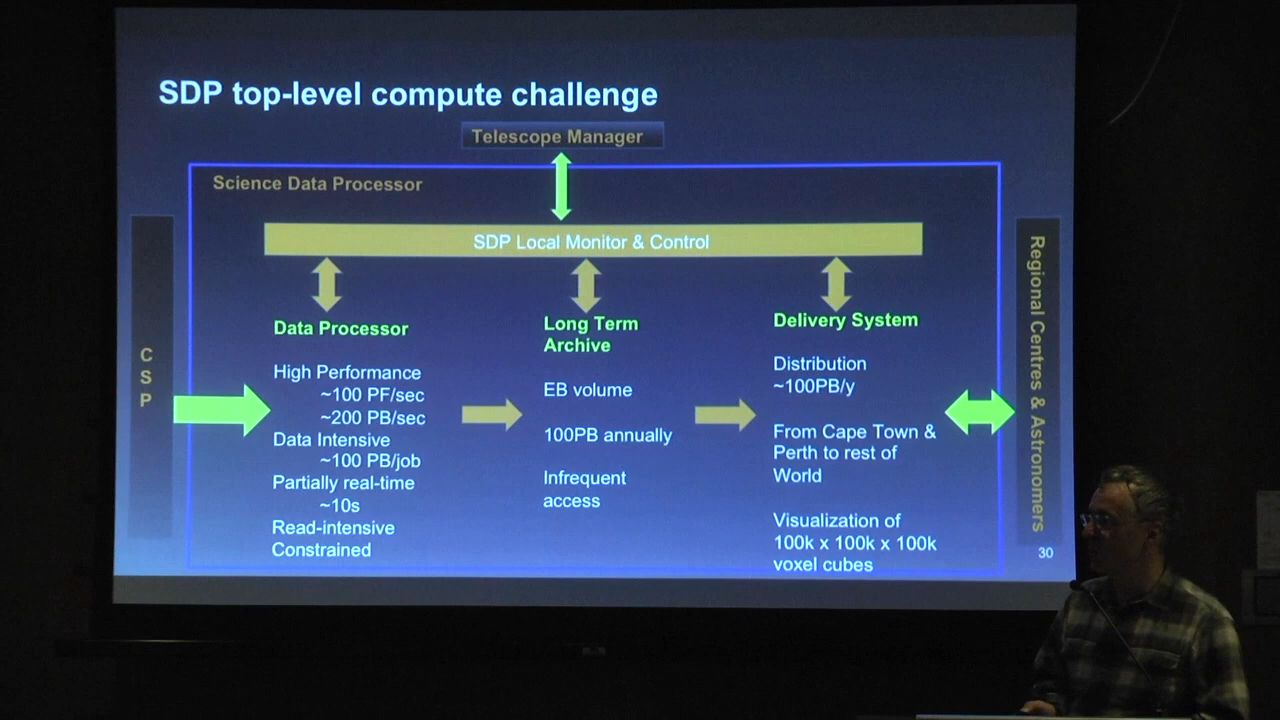 SDP top-level compute challenge
Telescope Manager
Science Data Processor
SDP Local Monitor & Control
CSP
Data Processor
High Performance
~100 PF/sec
~200 PB/sec
Data Intensive
~100 PB/job
Partially real-time
~10s
Read-intensive
Constrained
Long Term
Archive
EB volume
100PB annually
Infrequent
access
Delivery System
Distribution
~100PB/y
From Cape Town &
Perth to rest of
World
Visualization of
100k x 100k x 100k
voxel cubes
Regional Centres & Astronomers
30